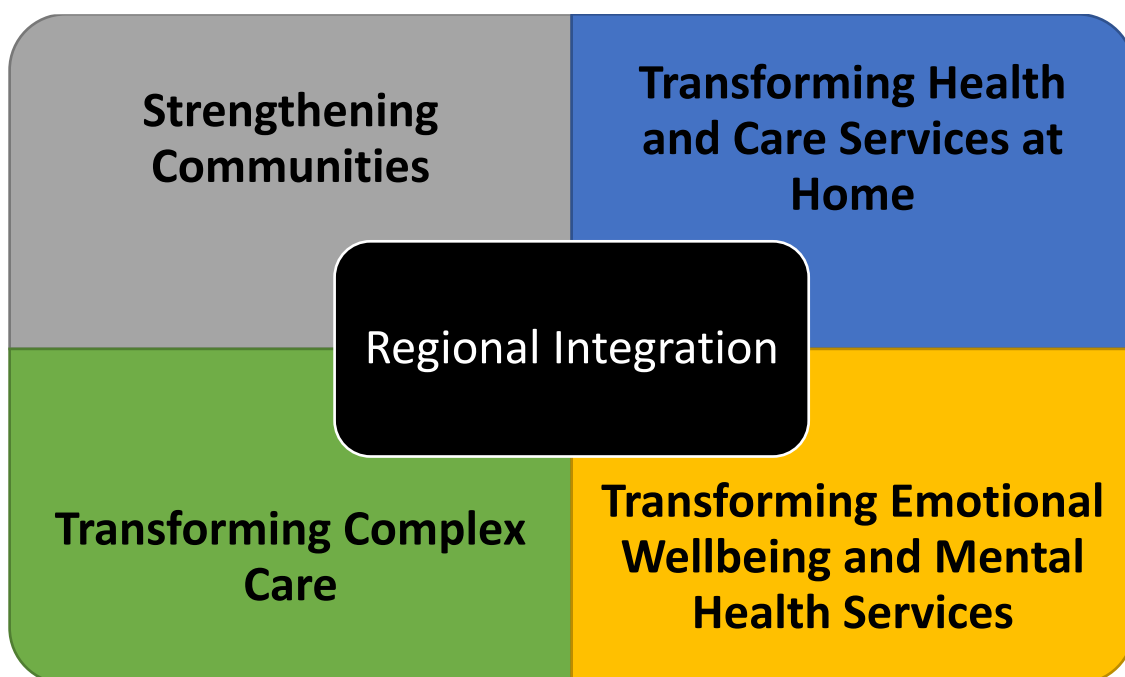 Strengthening
Communities
Transforming Health
and Care Services at
Home
Regional Integration
Transforming Complex
Care
Transforming Emotional
Wellbeing and Mental
Health Services